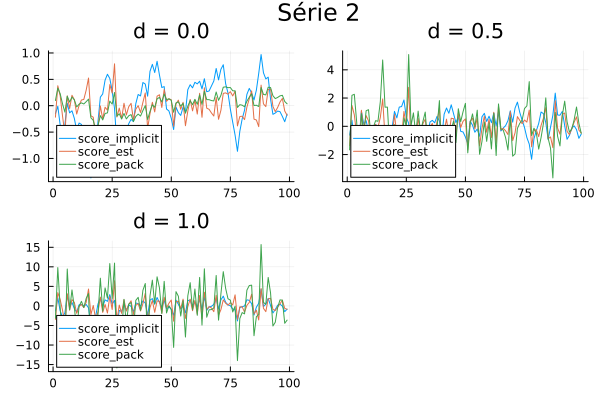 Série 2
d = 0.0
1.0
0.5
0.0
−0.5
−1.0
score_implicit
score_est
score_pack
0 25 50 75 100
d = 0.5
4
2
0
−2
score_implicit
score_est
score_pack
0 25 50 75 100
d = 1.0
15
10
5
0
−5
−10
−15
score_implicit
score_est
score_pack
0 25 50 75 100